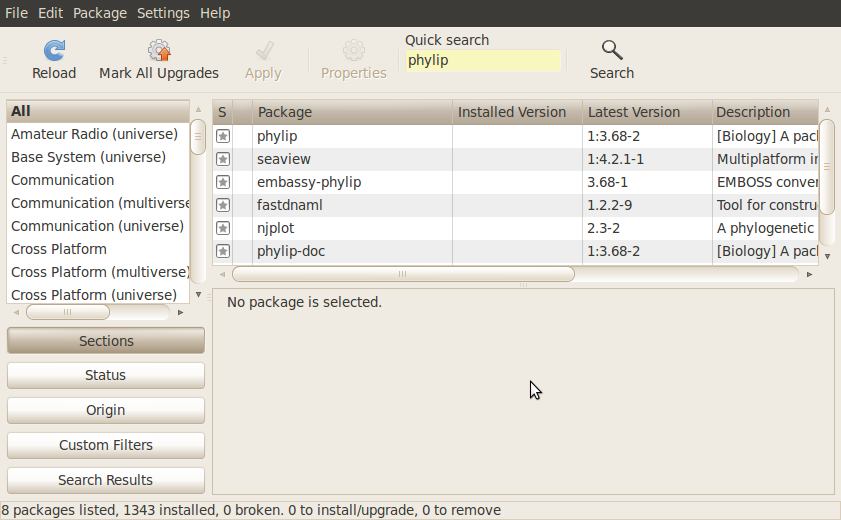 File Edit Package Settings Help
Quick search
phylip
Reload Mark All Upgrades Apply Properties Search
All
Amateur Radio (universe)
Base System (universe)
Communication
Communication (multiverse
Communication (universe)
Cross Platform
Cross Platform (multiverse)
Cross Platform (universe)
Sections
Status
Origin
Custom Filters
Search Results
S Package Installed Version Latest Version Description
phylip 1:3.68-2 [Biology] A pac
seaview 1:4.2.1-1 Multiplatform in
embassy-phylip 3.68-1 EMBOSS conver
fastdnaml 1.2.2-9 Tool for constru
njplot 2.3-2 A phylogenetic
phylip-doc 1:3.68-2 [Biology] A pac
No package is selected.
8 packages listed, 1343 installed, 0 broken. 0 to install/upgrade, 0 to remove